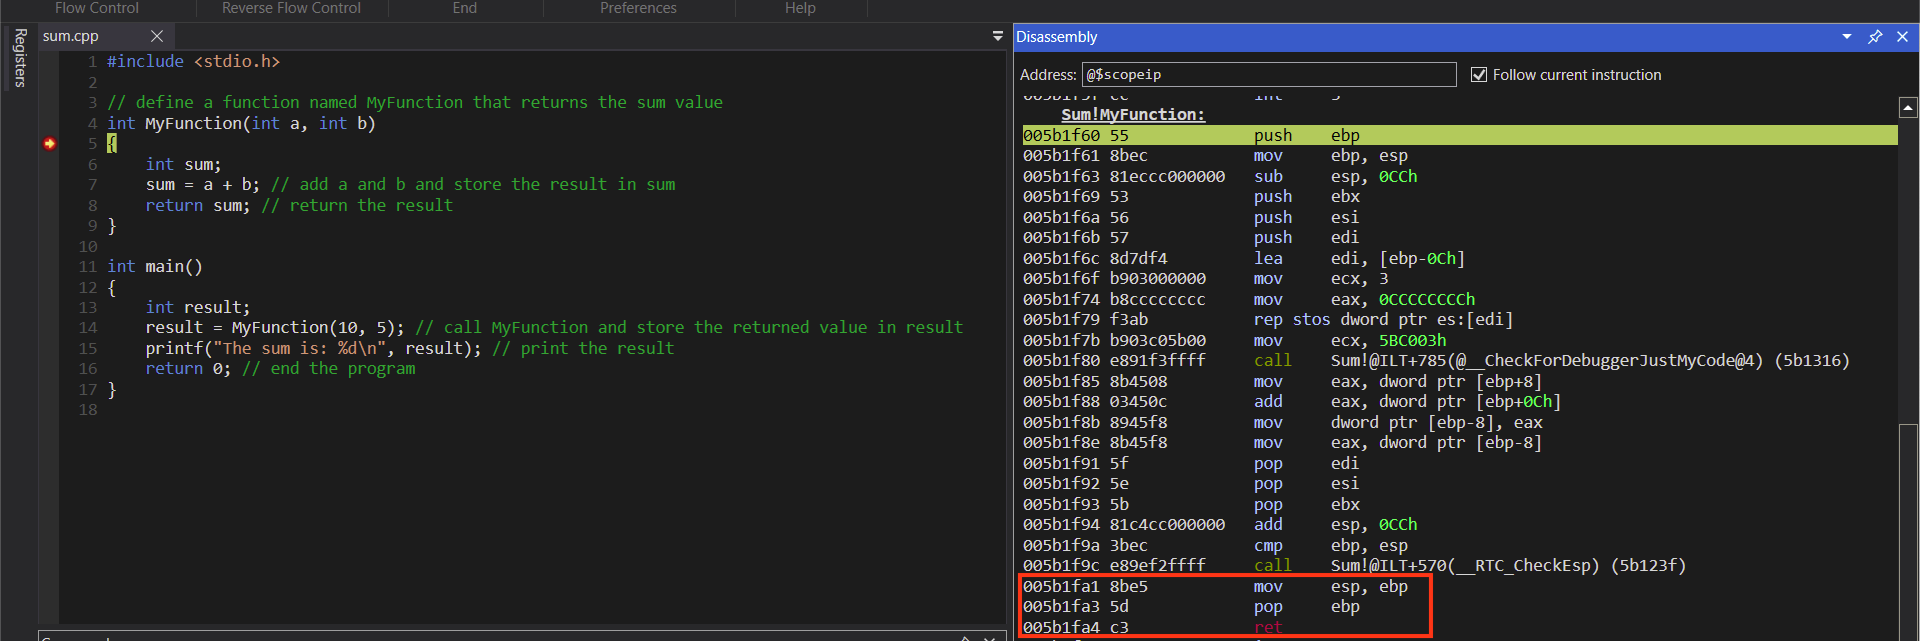 Flow Control Reverse Flow Control End Preferences Help
Registers
sum.cpp
1 #include <stdio.h>
2
3 // define a function named MyFunction that returns the sum value
4 int MyFunction(int a, int b)
5 {
6 int sum;
7 sum = a + b; // add a and b and store the result in sum
8 return sum; // return the result
9 }
10
11 int main()
12 {
13 int result;
14 result = MyFunction(10, 5); // call MyFunction and store the returned value in result
15 printf("The sum is: %d\n", result); // print the result
16 return 0; // end the program
17 }
18
Disassembly
Address: @$scopeip Follow current instruction
Sum!MyFunction:
005b1f60 55 push ebp
005b1f61 8bec mov ebp, esp
005b1f63 81eccc000000 sub esp, 0CCh
005b1f69 53 push ebx
005b1f6a 56 push esi
005b1f6b 57 push edi
005b1f6c 8d7df4 lea edi, [ebp-0Ch]
005b1f6f b903000000 mov ecx, 3
005b1f74 b8cccccccc mov eax, 0CCCCCCCCh
005b1f79 f3ab rep stos dword ptr es:[edi]
005b1f7b b903c05b00 mov ecx, 5BC003h
005b1f80 e891f3ffff call Sum!@ILT+785(@__CheckForDebuggerJustMyCode@4) (5b1316)
005b1f85 8b4508 mov eax, dword ptr [ebp+8]
005b1f88 03450c add eax, dword ptr [ebp+0Ch]
005b1f8b 8945f8 mov dword ptr [ebp-8], eax
005b1f8e 8b45f8 mov eax, dword ptr [ebp-8]
005b1f91 5f pop edi
005b1f92 5e pop esi
005b1f93 5b pop ebx
005b1f94 81c4cc000000 add esp, 0CCh
005b1f9a 3bec cmp ebp, esp
005b1f9c e89ef2ffff call Sum!@ILT+570(__RTC_CheckEsp) (5b123f)
005b1fa1 8be5 mov esp, ebp
005b1fa3 5d pop ebp
005b1fa4 c3 ret